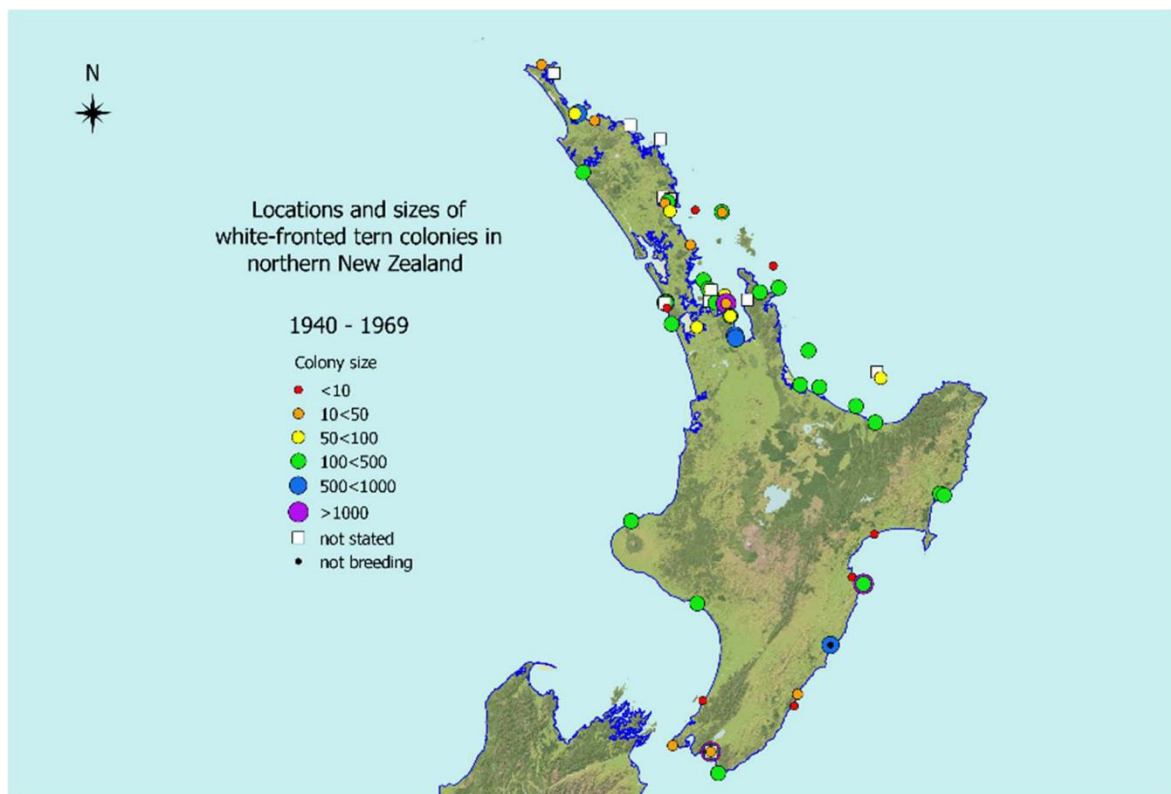 N
Locations and sizes of
white-fronted tern colonies in
northern New Zealand
1940 - 1969
Colony size
<10
10<50
50<100
100<500
500<1000
>1000
not stated
not breeding